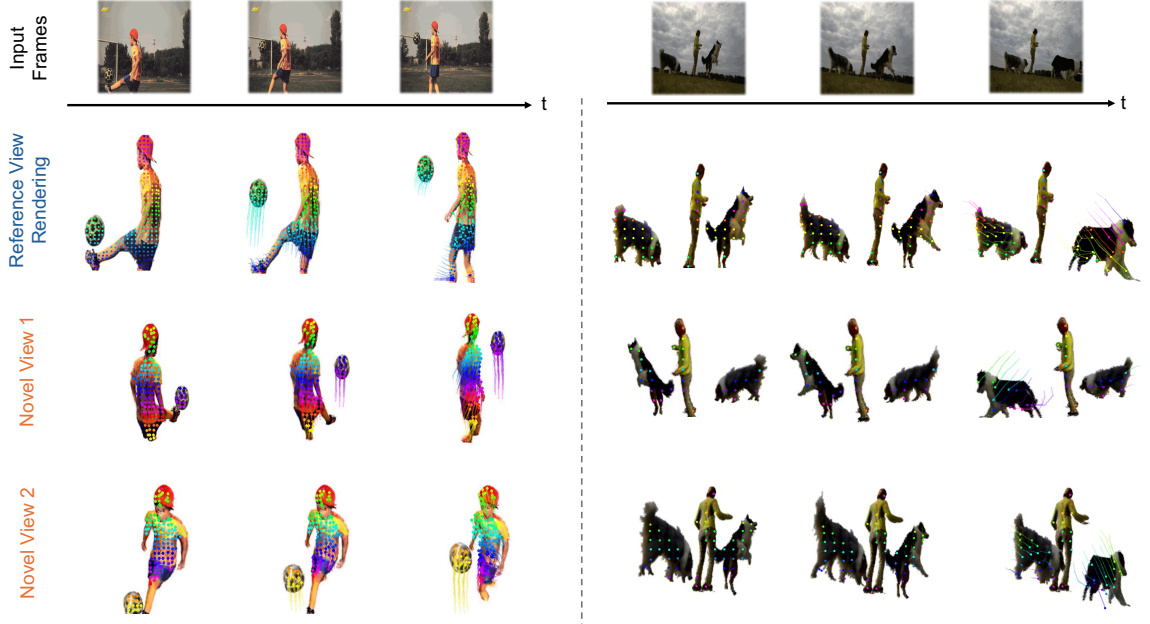 Input
Frames
t
t
Reference View
Rendering
Novel View 1
Novel View 2